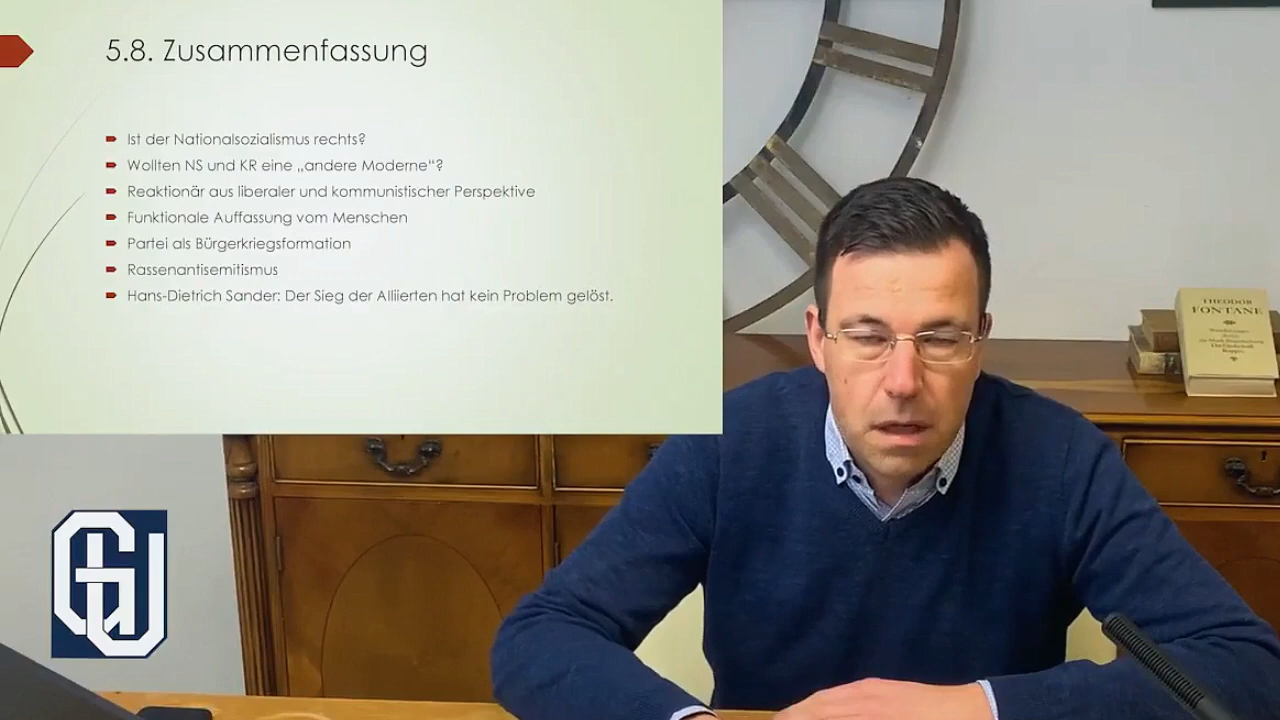 5.8. Zusammenfassung
Ist der Nationalsozialismus rechts?
Wollten NS und KR eine „andere Moderne“?
Reaktionär aus liberaler und kommunistischer Perspektive
Funktionale Auffassung vom Menschen
Partei als Bürgerkriegsformation
Rassenantisemitismus
Hans-Dietrich Sander: Der Sieg der Alliierten hat kein Problem gelöst.
THEODOR
FONTANE